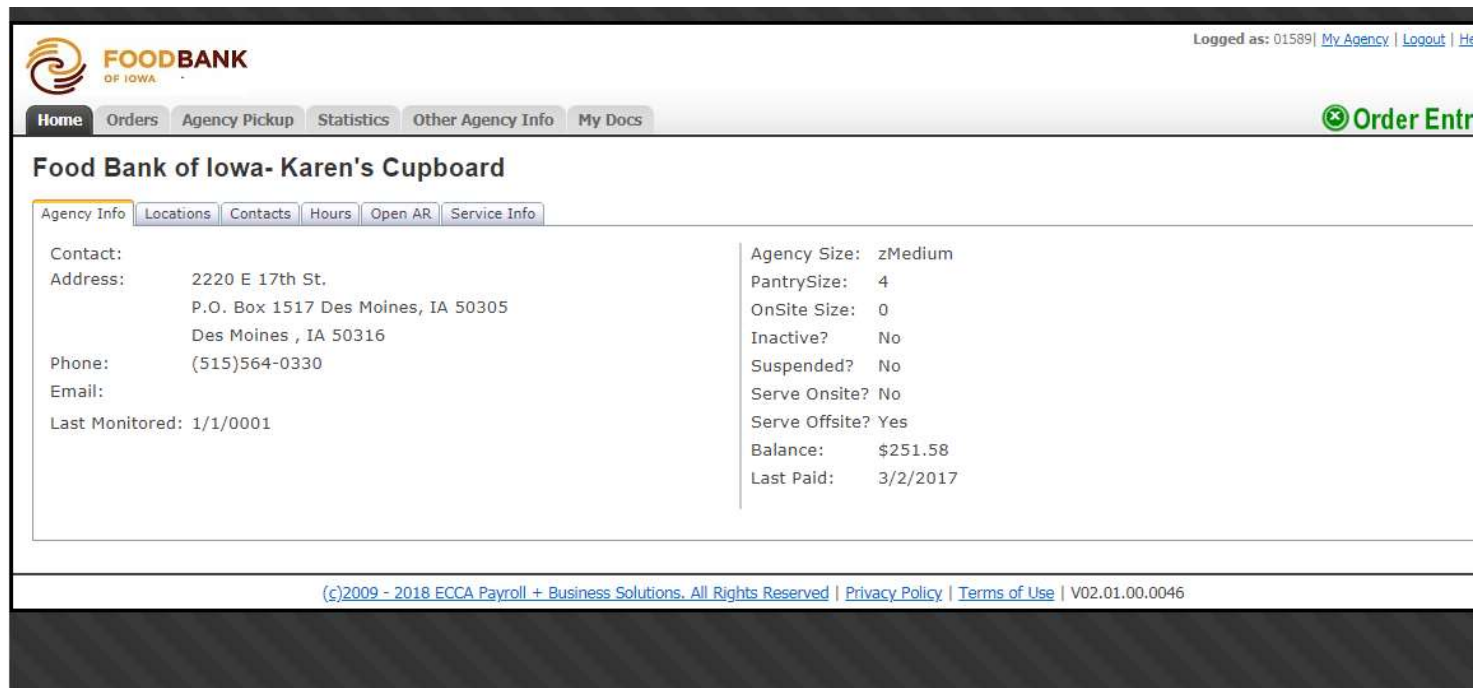 Logged as: 01589| My Agency | Logout | He
FOODBANK
OF IOWA
Home Orders Agency Pickup Statistics Other Agency Info My Docs
Order Entr
Food Bank of Iowa- Karen's Cupboard
Agency Info Locations Contacts Hours Open AR Service Info
Contact:
Address: 2220 E 17th St.
P.O. Box 1517 Des Moines, IA 50305
Des Moines , IA 50316
Phone: (515)564-0330
Email:
Last Monitored: 1/1/0001
Agency Size: zMedium
PantrySize: 4
OnSite Size: 0
Inactive? No
Suspended? No
Serve Onsite? No
Serve Offsite? Yes
Balance: $251.58
Last Paid: 3/2/2017
(c)2009 - 2018 ECCA Payroll + Business Solutions. All Rights Reserved | Privacy Policy | Terms of Use | V02.01.00.0046